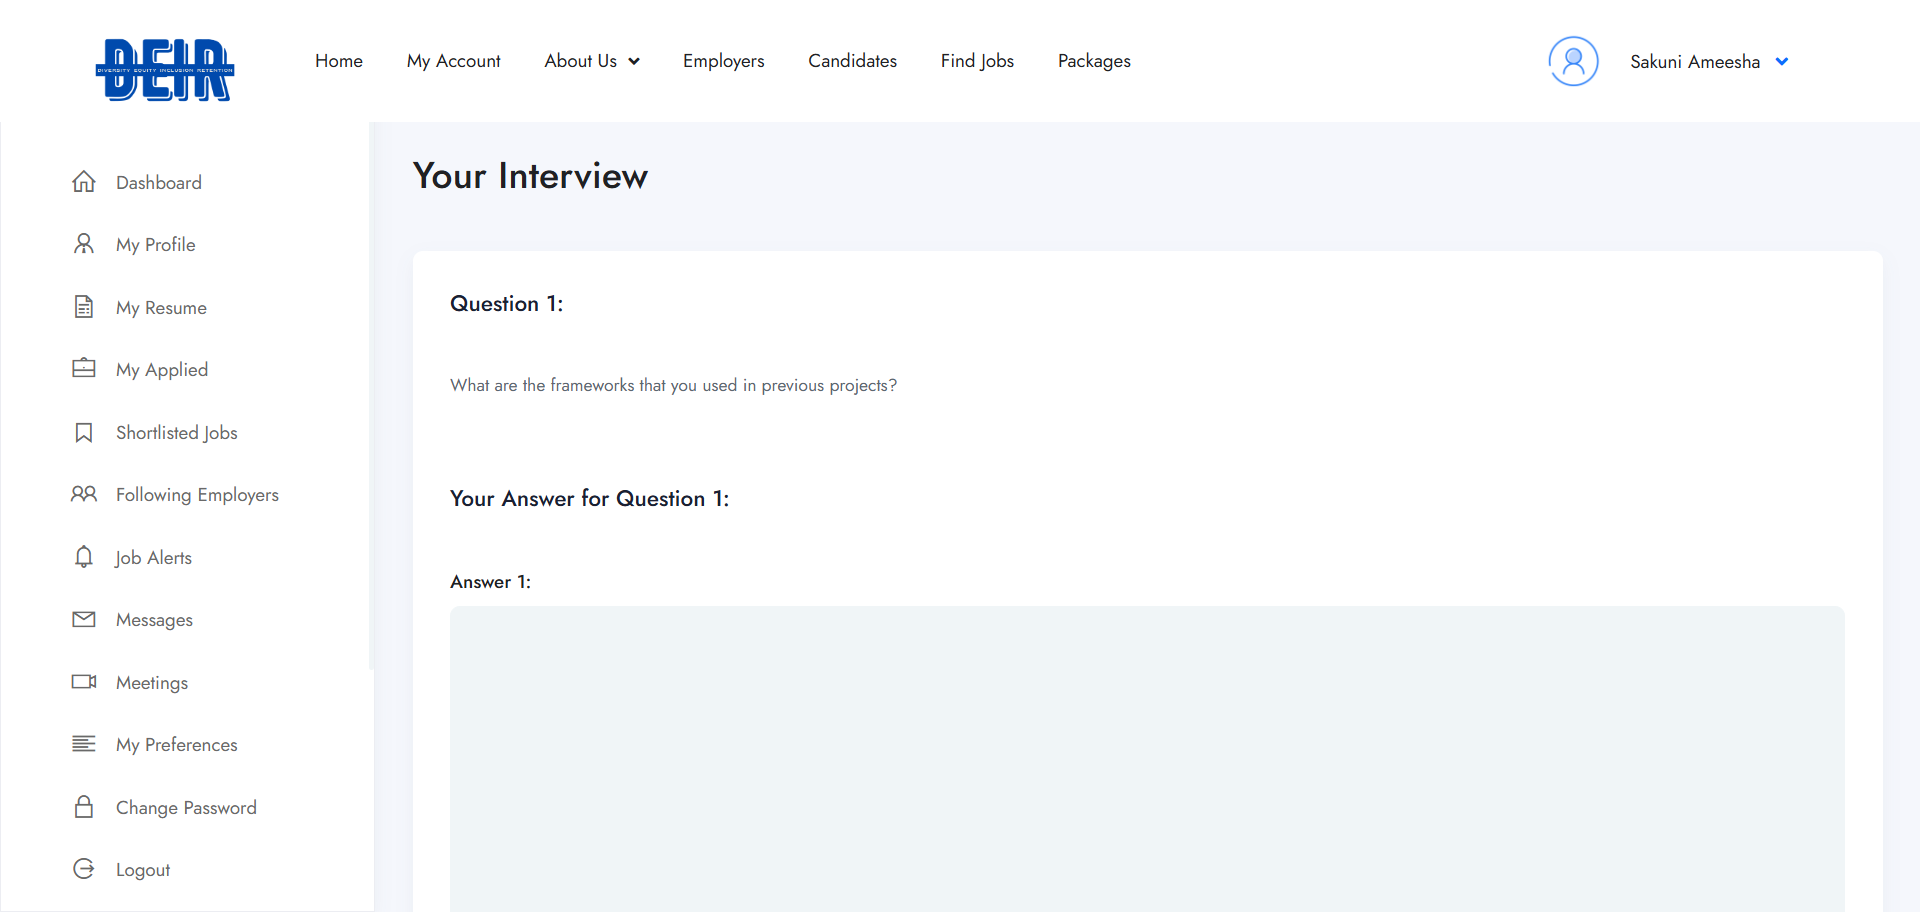 DEIR
DIVERSITY EQUITY INCLUSION RETENTION
Home
My Account
About Us
Employers
Candidates
Find Jobs
Packages
Sakuni Ameesha
Dashboard
My Profile
My Resume
My Applied
Shortlisted Jobs
Following Employers
Job Alerts
Messages
Meetings
My Preferences
Change Password
Logout
Your Interview
Question 1:
What are the frameworks that you used in previous projects?
Your Answer for Question 1:
Answer 1: